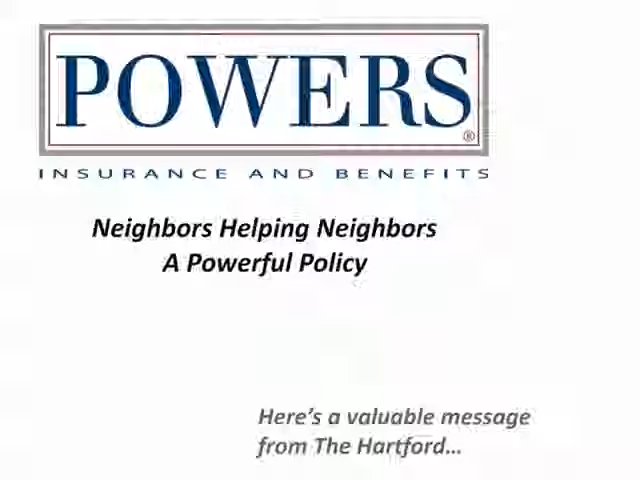 POWERS®
INSURANCE AND BENEFITS
Neighbors Helping Neighbors
A Powerful Policy
Here's a valuable message
from The Hartford...